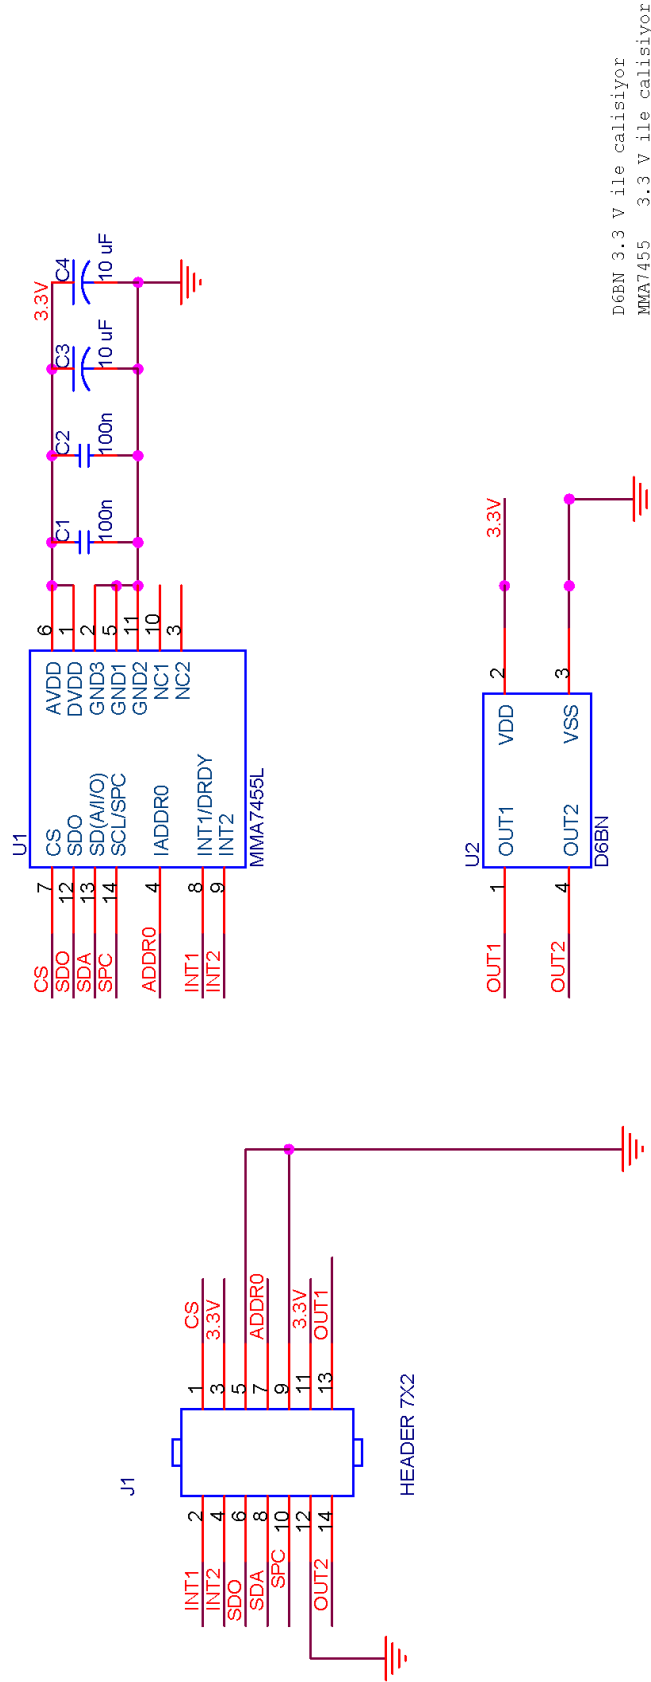 3.3V
C1
C2
C3
C4
100n
100n
10 uF
10 uF
U1
7
CS
AVDD
6
12
SDO
DVDD
1
13
SD(A/I/O)
GND3
2
14
SCL/SPC
GND1
5
GND2
11
4
IADDR0
NC1
10
NC2
3
8
INT1/DRDY
9
INT2
MMA7455L
CS
SDO
SDA
SPC
ADDR0
INT1
INT2
J1
INT1
2
1
CS
INT2
4
3
3.3V
SDO
6
5
SDA
8
7
ADDR0
SPC
10
9
12
11
3.3V
OUT2
14
13
OUT1
HEADER 7X2
U2
OUT1
1
OUT1
VDD
2
3.3V
OUT2
4
OUT2
VSS
3
D6BN
D6BN 3.3 V ile calisiyor
MMA7455 3.3 V ile calisiyor